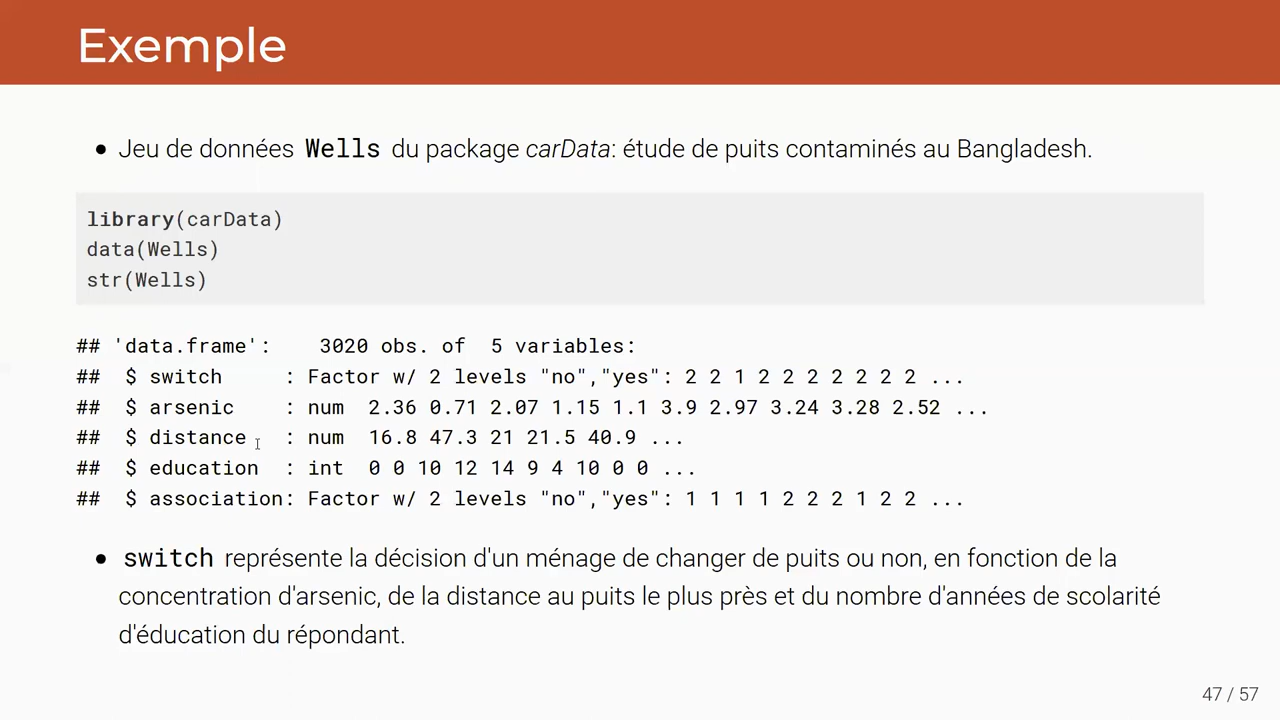 Exemple
• Jeu de données Wells du package carData: étude de puits contaminés au Bangladesh.
library(carData)
data(Wells)
str(Wells)
## 'data.frame':    3020 obs. of  5 variables:
##  $ switch     : Factor w/ 2 levels "no","yes": 2 2 1 2 2 2 2 2 2 2 ...
##  $ arsenic    : num  2.36 0.71 2.07 1.15 1.1 3.9 2.97 3.24 3.28 2.52 ...
##  $ distance   : num  16.8 47.3 21 21.5 40.9 ...
##  $ education  : int  0 0 10 12 14 9 4 10 0 0 ...
##  $ association: Factor w/ 2 levels "no","yes": 1 1 1 1 2 2 2 1 2 2 ...
• switch représente la décision d'un ménage de changer de puits ou non, en fonction de la
concentration d'arsenic, de la distance au puits le plus près et du nombre d'années de scolarité
d'éducation du répondant.
47 / 57